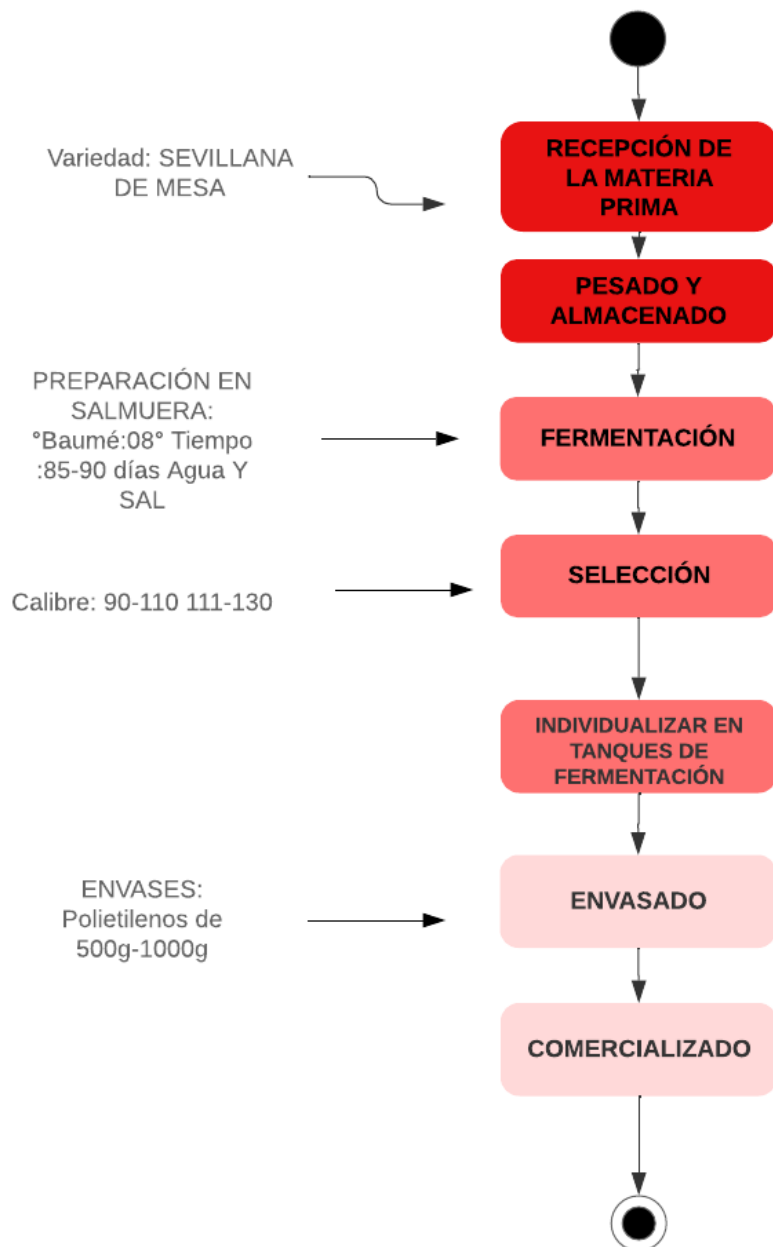 Variedad: SEVILLANA
DE MESA
RECEPCIÓN DE
LA MATERIA
PRIMA
PESADO Y
ALMACENADO
PREPARACIÓN EN
SALMUERA:
°Baumé:08° Tiempo
:85-90 días Agua Y
SAL
FERMENTACIÓN
Calibre: 90-110 111-130
SELECCIÓN
INDIVIDUALIZAR EN
TANQUES DE
FERMENTACIÓN
ENVASES:
Polietilenos de
500g-1000g
ENVASADO
COMERCIALIZADO